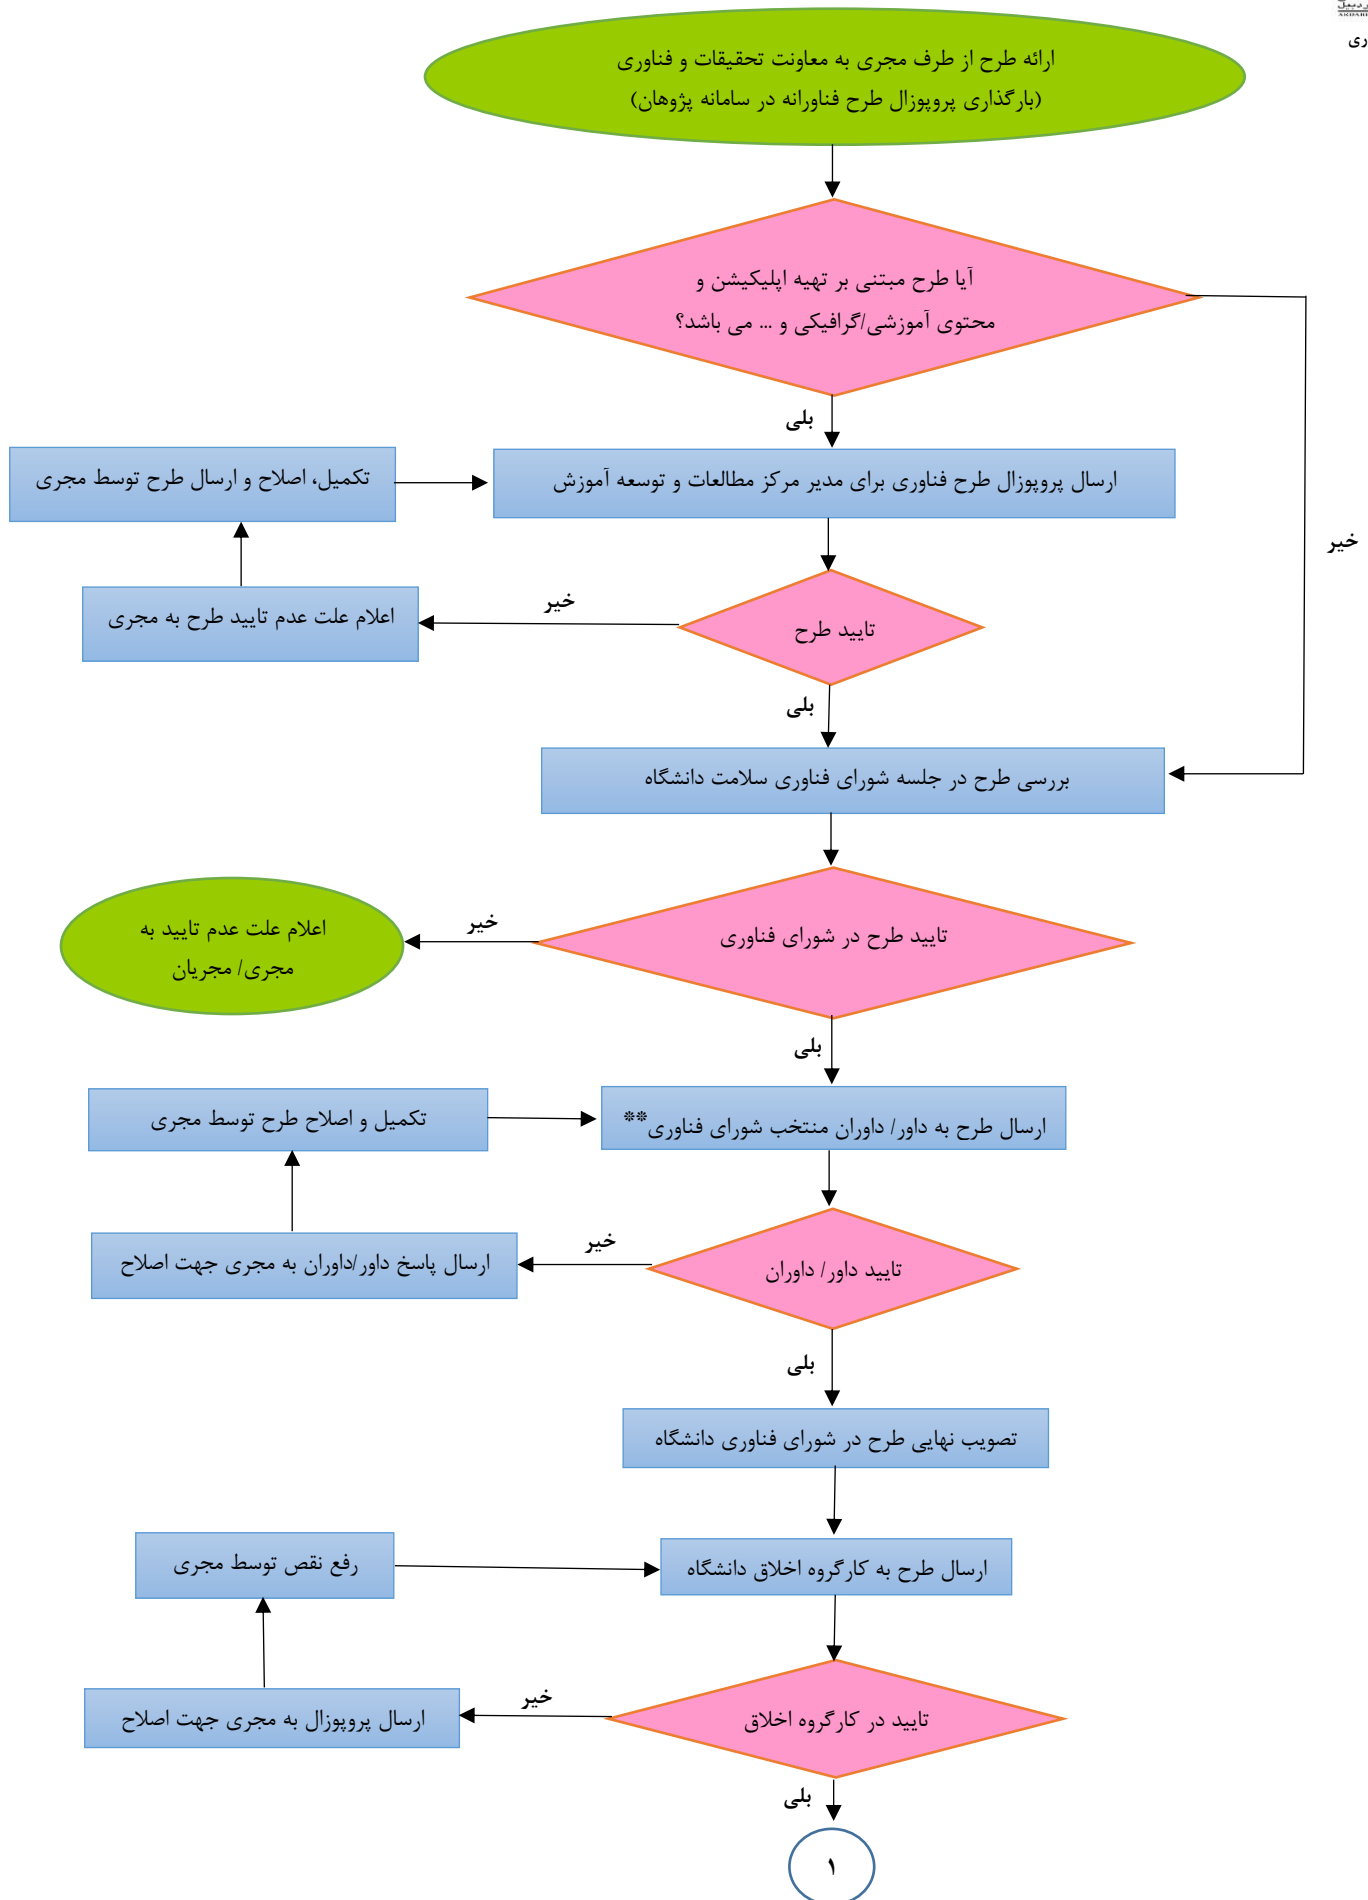 ارائه طرح از طرف مجری به معاونت تحقیقات و فناوری
(بارگذاری پروپوزال طرح فناورانه در سامانه پژوهان)
آیا طرح مبتنی بر تهیه اپلیکیشن و
محتوی آموزشی/گرافیکی و ... می باشد؟
بلی
خیر
ارسال پروپوزال طرح فناوری برای مدیر مرکز مطالعات و توسعه آموزش
تکمیل، اصلاح و ارسال طرح توسط مجری
تایید طرح
خیر
اعلام علت عدم تایید طرح به مجری
بلی
بررسی طرح در جلسه شورای فناوری سلامت دانشگاه
تایید طرح در شورای فناوری
خیر
اعلام علت عدم تایید به
مجری/ مجریان
بلی
ارسال طرح به داور/ داوران منتخب شورای فناوری**
تکمیل و اصلاح طرح توسط مجری
تایید داور/ داوران
خیر
ارسال پاسخ داور/داوران به مجری جهت اصلاح
بلی
تصویب نهایی طرح در شورای فناوری دانشگاه
ارسال طرح به کارگروه اخلاق دانشگاه
رفع نقص توسط مجری
تایید در کارگروه اخلاق
خیر
ارسال پروپوزال به مجری جهت اصلاح
بلی
۱